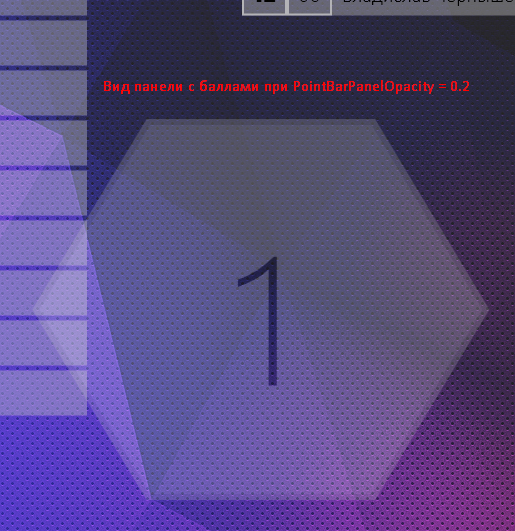 Вид панели с баллами при PointBarPanelOpacity = 0.2
1